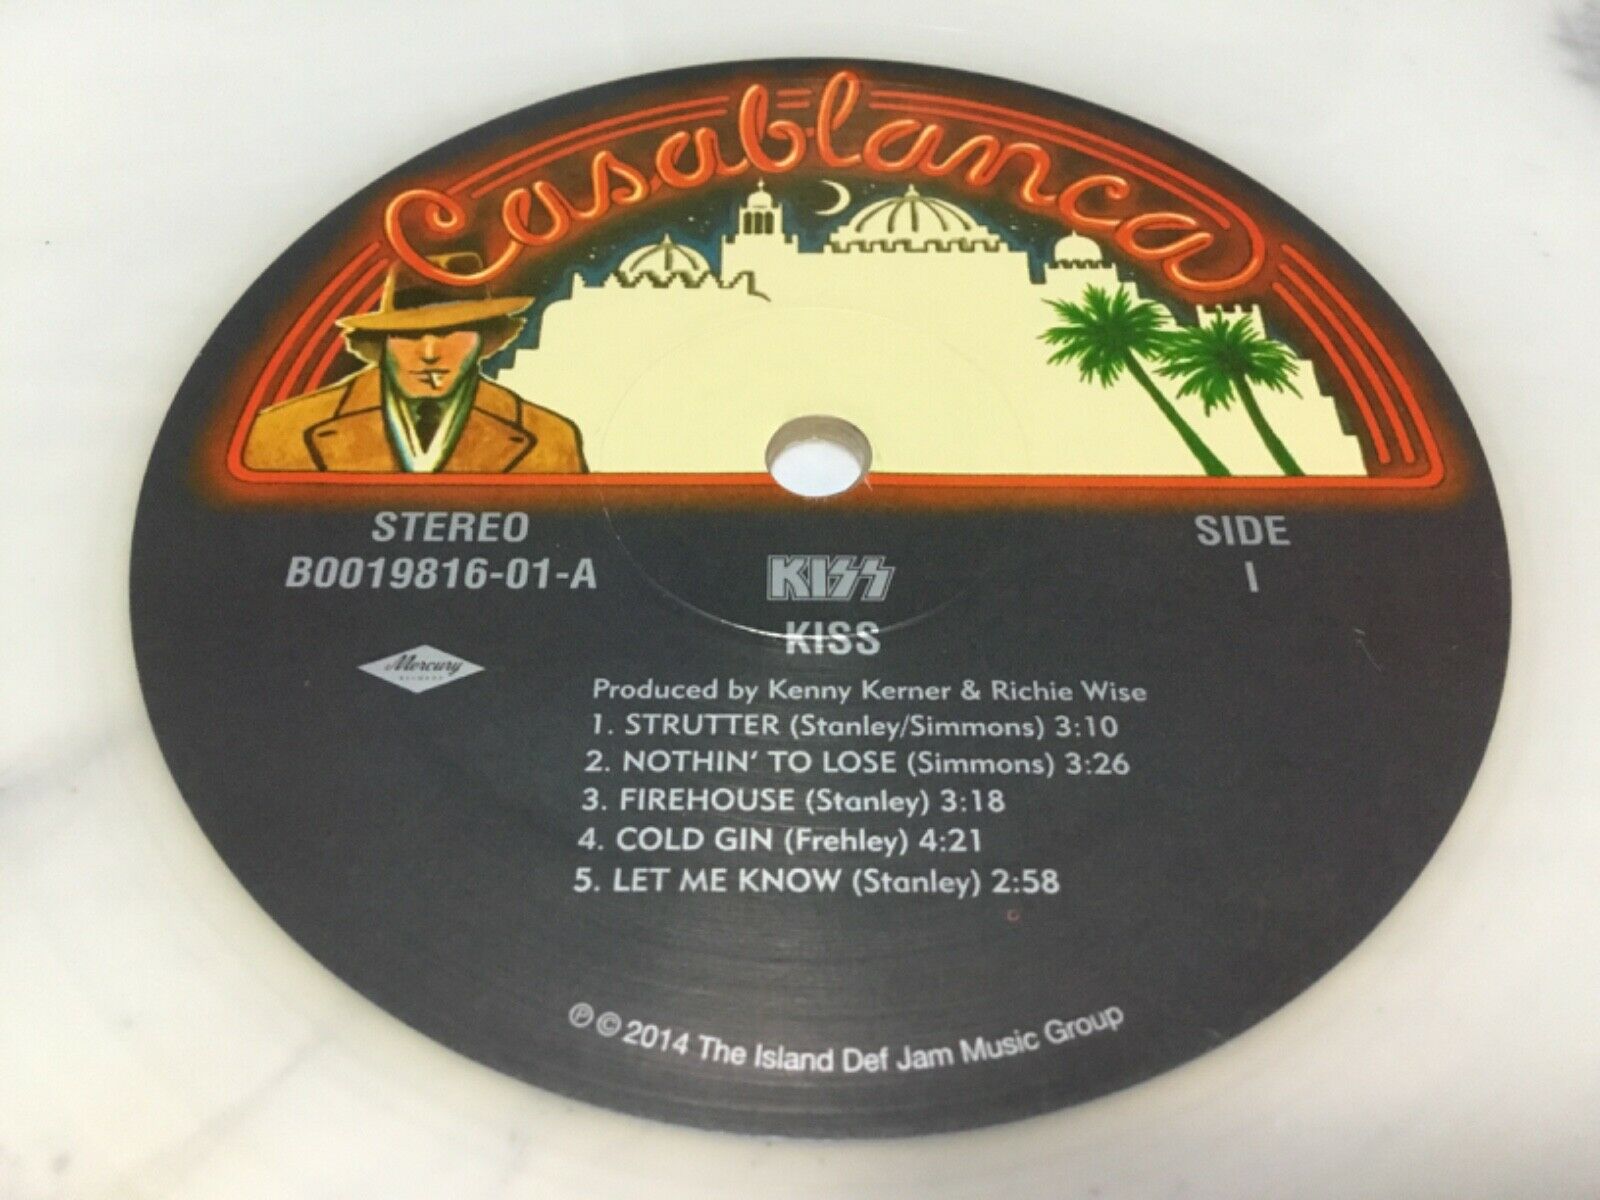 Casablanca
STEREO
B0019816-01-A
SIDE
1
Mercury
RECORDS
KISS
KISS
Produced by Kenny Kerner & Richie Wise
1. STRUTTER (Stanley/Simmons) 3:10
2. NOTHIN' TO LOSE (Simmons) 3:26
3. FIREHOUSE (Stanley) 3:18
4. COLD GIN (Frehley) 4:21
5. LET ME KNOW (Stanley) 2:58
℗ © 2014 The Island Def Jam Music Group